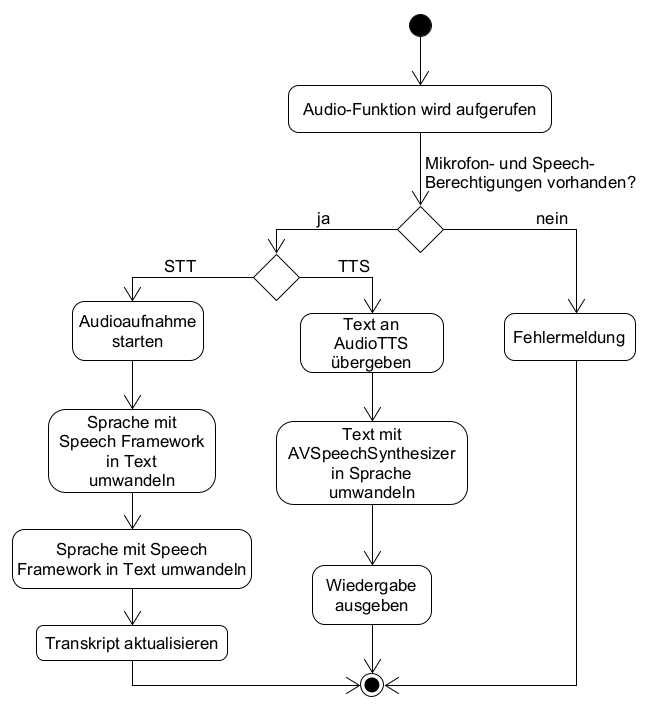 Audio-Funktion wird aufgerufen
Mikrofon- und Speech-
Berechtigungen vorhanden?
ja
nein
STT
TTS
Audioaufnahme
starten
Text an
AudioTTS
übergeben
Fehlermeldung
Sprache mit
Speech Framework
in Text
umwandeln
Text mit
AVSpeechSynthesizer
in Sprache
umwandeln
Sprache mit Speech
Framework in Text umwandeln
Wiedergabe
ausgeben
Transkript aktualisieren